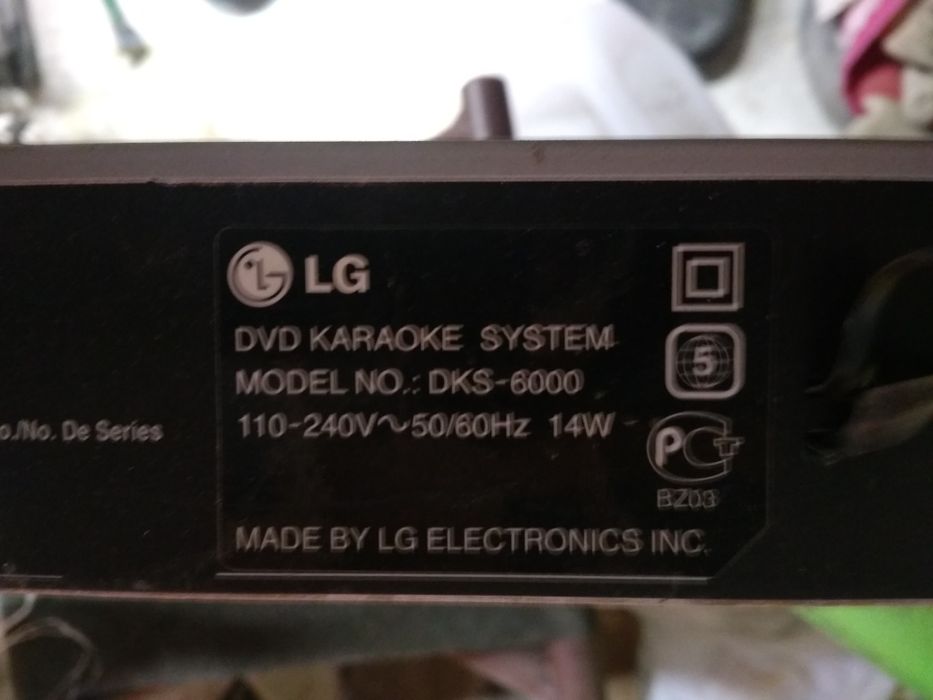 LG
DVD KARAOKE SYSTEM
MODEL NO.: DKS-6000
110-240V~50/60Hz 14W
5
PCT
BZ03
o./No. De Series
MADE BY LG ELECTRONICS INC.